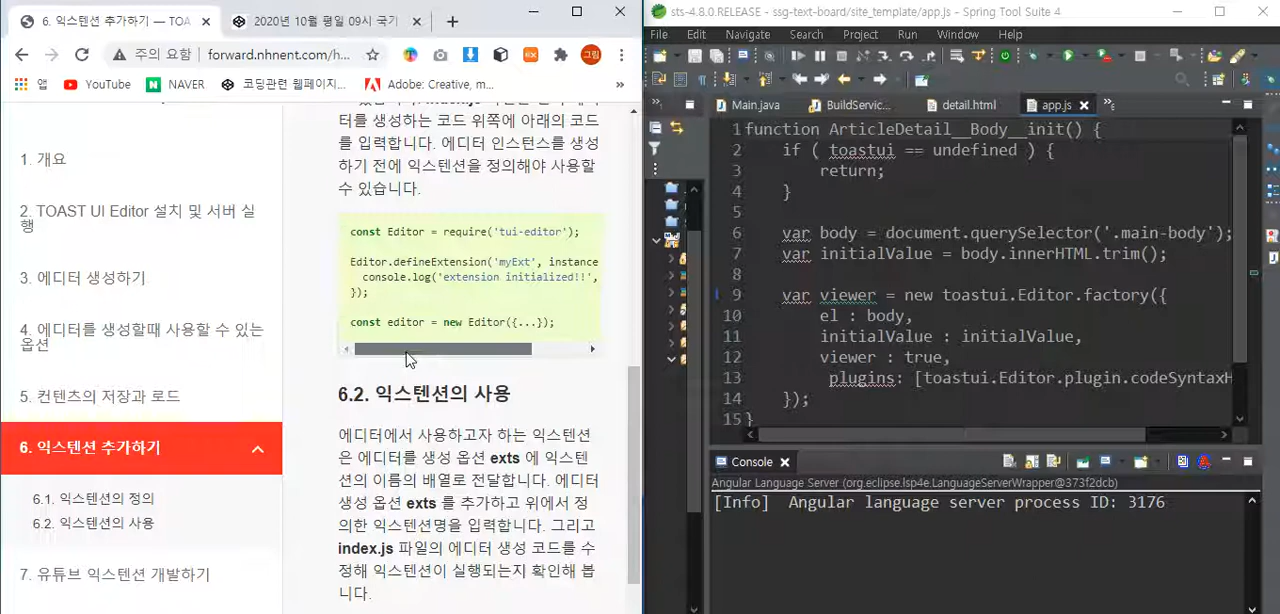 6. 익스텐션 추가하기 — TOA
2020년 10월 평일 09시 국기
주의 요함
forward.nhnent.com/h...
앱
YouTube
NAVER
코딩관련 웹페이지...
Adobe: Creative, m...
1. 개요
2. TOAST UI Editor 설치 및 서버 실
행
3. 에디터 생성하기
4. 에디터를 생성할때 사용할 수 있는
옵션
5. 컨텐츠의 저장과 로드
6. 익스텐션 추가하기
6.1. 익스텐션의 정의
6.2. 익스텐션의 사용
7. 유튜브 익스텐션 개발하기
터를 생성하는 코드 위쪽에 아래의 코드
를 입력합니다. 에디터 인스턴스를 생성
하기 전에 익스텐션을 정의해야 사용할
수 있습니다.
const Editor = require('tui-editor');
Editor.defineExtension('myExt', instance
console.log('extension initialized!!',
});
const editor = new Editor({...});
6.2. 익스텐션의 사용
에디터에서 사용하고자 하는 익스텐션
은 에디터를 생성 옵션 exts 에 익스텐
션의 이름의 배열로 전달합니다. 에디터
생성 옵션 exts 를 추가하고 위에서 정
의한 익스텐션명을 입력합니다. 그리고
index.js 파일의 에디터 생성 코드를 수
정해 익스텐션이 실행되는지 확인해 봅
니다.
sts-4.8.0.RELEASE - ssg-text-board/site_template/app.js - Spring Tool Suite 4
File Edit Navigate Search Project Run Window Help
Main.java
BuildServic...
detail.html
app.js
1 function ArticleDetail__Body__init() {
2 if ( toastui == undefined ) {
3 return;
4 }
5
6 var body = document.querySelector('.main-body');
7 var initialValue = body.innerHTML.trim();
8
9 var viewer = new toastui.Editor.factory({
10 el : body,
11 initialValue : initialValue,
12 viewer : true,
13 plugins: [toastui.Editor.plugin.codeSyntaxH
14 });
15 }
Console
Angular Language Server (org.eclipse.lsp4e.LanguageServerWrapper@373f2dcb)
[Info] Angular language server process ID: 3176